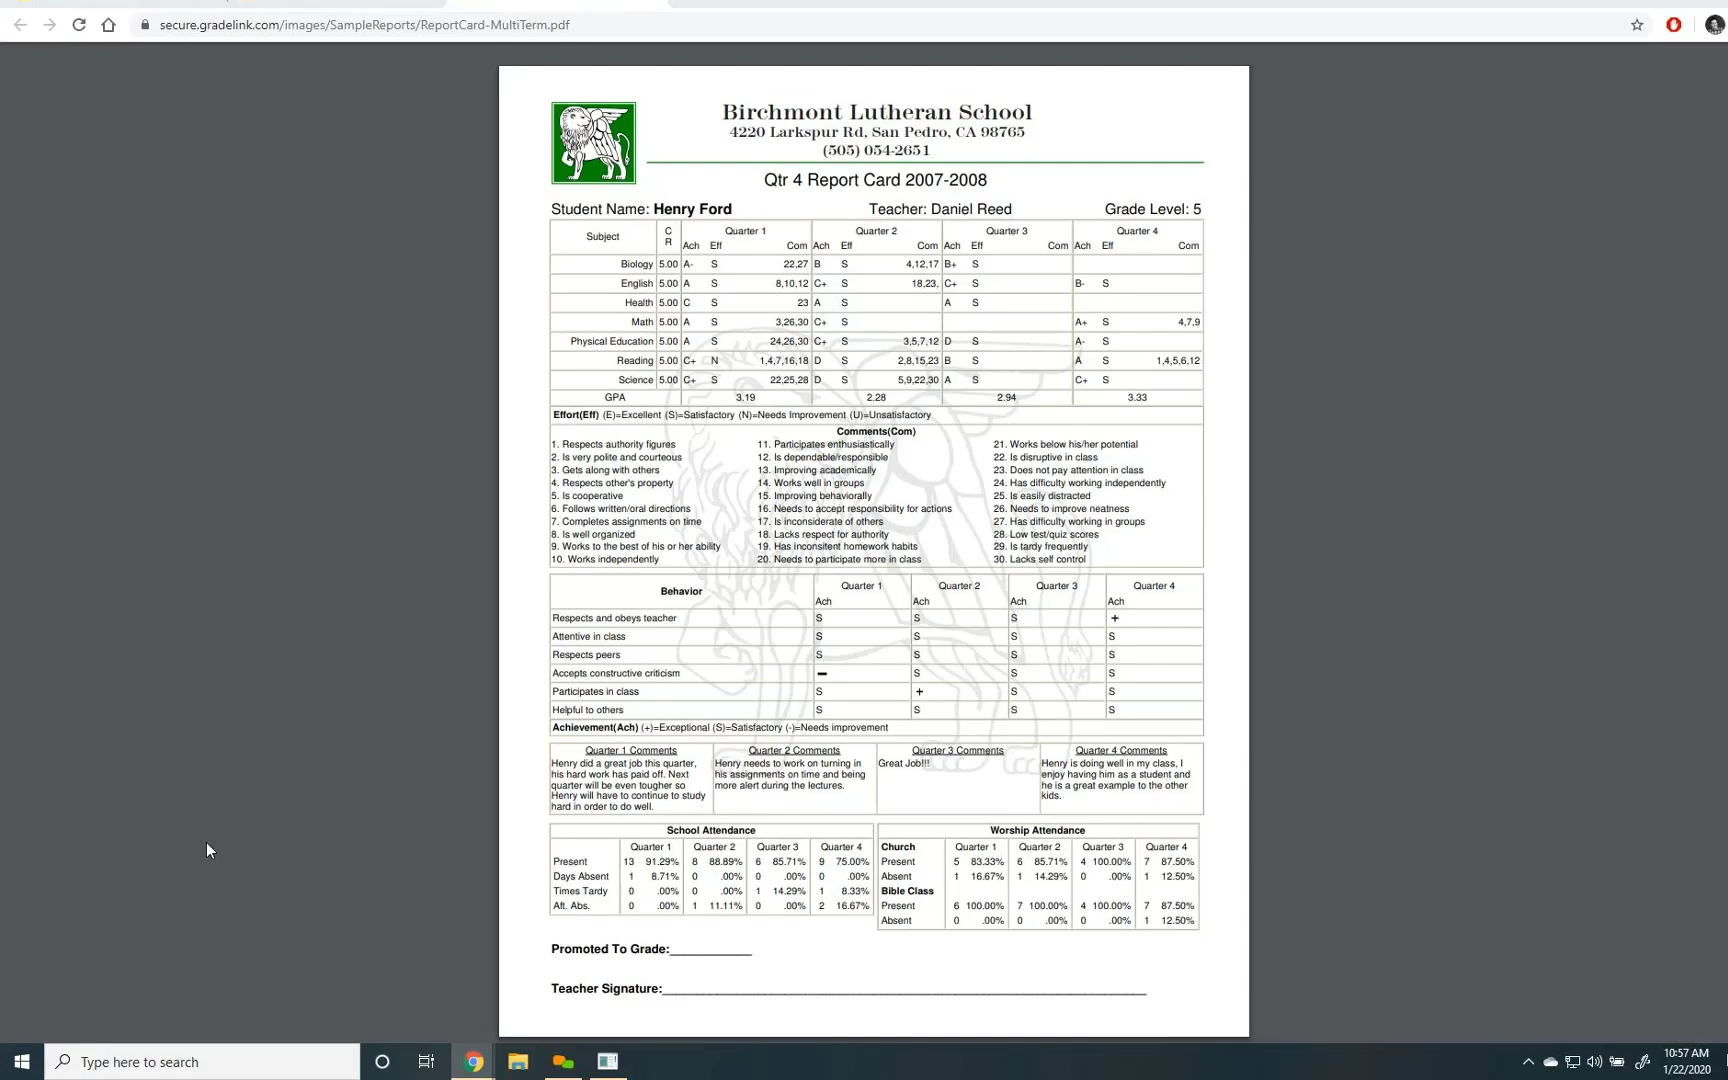 secure.gradelink.com/images/SampleReports/ReportCard-MultiTerm.pdf
Birchmont Lutheran School
4220 Larkspur Rd, San Pedro, CA 98765
(505) 054-2651
Qtr 4 Report Card 2007-2008
Student Name: Henry Ford Teacher: Daniel Reed Grade Level: 5
Subject C R Quarter 1 Quarter 2 Quarter 3 Quarter 4
Ach Eff Com Ach Eff Com Ach Eff Com Ach Eff Com
Biology 5.00 A- S 22,27 B S 4,12,17 B+ S
English 5.00 A S 8,10,12 C+ S 18,23, C+ S B- S
Health 5.00 C S 23 A S A S
Math 5.00 A S 3,26,30 C+ S A+ S 4,7,9
Physical Education 5.00 A S 24,26,30 C+ S 3,5,7,12 D S A- S
Reading 5.00 C+ N 1,4,7,16,18 D S 2,8,15,23 B S A S 1,4,5,6,12
Science 5.00 C+ S 22,25,28 D S 5,9,22,30 A S C+ S
GPA 3.19 2.28 2.94 3.33
Effort(Eff) (E)=Excellent (S)=Satisfactory (N)=Needs Improvement (U)=Unsatisfactory
Comments(Com)
1. Respects authority figures 11. Participates enthusiastically 21. Works below his/her potential
2. Is very polite and courteous 12. Is dependable/responsible 22. Is disruptive in class
3. Gets along with others 13. Improving academically 23. Does not pay attention in class
4. Respects other's property 14. Works well in groups 24. Has difficulty working independently
5. Is cooperative 15. Improving behaviorally 25. Is easily distracted
6. Follows written/oral directions 16. Needs to accept responsibility for actions 26. Needs to improve neatness
7. Completes assignments on time 17. Is inconsiderate of others 27. Has difficulty working in groups
8. Is well organized 18. Lacks respect for authority 28. Low test/quiz scores
9. Works to the best of his or her ability 19. Has inconsitent homework habits 29. Is tardy frequently
10. Works independently 20. Needs to participate more in class 30. Lacks self control
Behavior Quarter 1 Quarter 2 Quarter 3 Quarter 4
Ach Ach Ach Ach
Respects and obeys teacher S S S +
Attentive in class S S S S
Respects peers S S S S
Accepts constructive criticism - S S S
Participates in class S + S S
Helpful to others S S S S
Achievement(Ach) (+)=Exceptional (S)=Satisfactory (-)=Needs improvement
Quarter 1 Comments
Henry did a great job this quarter,
his hard work has paid off. Next
quarter will be even tougher so
Henry will have to continue to study
hard in order to do well.
Quarter 2 Comments
Henry needs to work on turning in
his assignments on time and being
more alert during the lectures.
Quarter 3 Comments
Great Job!!!
Quarter 4 Comments
Henry is doing well in my class, I
enjoy having him as a student and
he is a great example to the other
kids.
School Attendance
Quarter 1 Quarter 2 Quarter 3 Quarter 4
Present 13 91.29% 8 88.89% 6 85.71% 9 75.00%
Days Absent 1 8.71% 0 .00% 0 .00% 0 .00%
Times Tardy 0 .00% 0 .00% 1 14.29% 1 8.33%
Aft. Abs. 0 .00% 1 11.11% 0 .00% 2 16.67%
Worship Attendance
Church Quarter 1 Quarter 2 Quarter 3 Quarter 4
Present 5 83.33% 6 85.71% 4 100.00% 7 87.50%
Absent 1 16.67% 1 14.29% 0 .00% 1 12.50%
Bible Class
Present 6 100.00% 7 100.00% 4 100.00% 7 87.50%
Absent 0 .00% 0 .00% 0 .00% 1 12.50%
Promoted To Grade:
Teacher Signature:
Type here to search
10:57 AM
1/22/2020